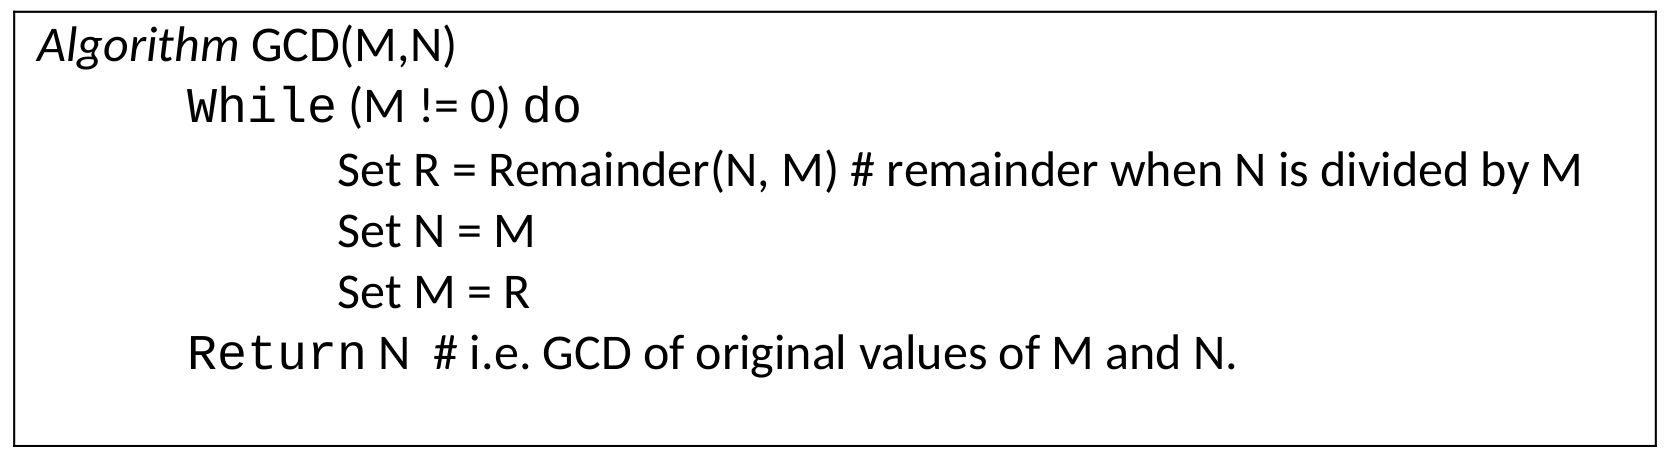 Algorithm GCD(M,N)
While (M != 0) do
Set R = Remainder(N, M) # remainder when N is divided by M
Set N = M
Set M = R
Return N # i.e. GCD of original values of M and N.